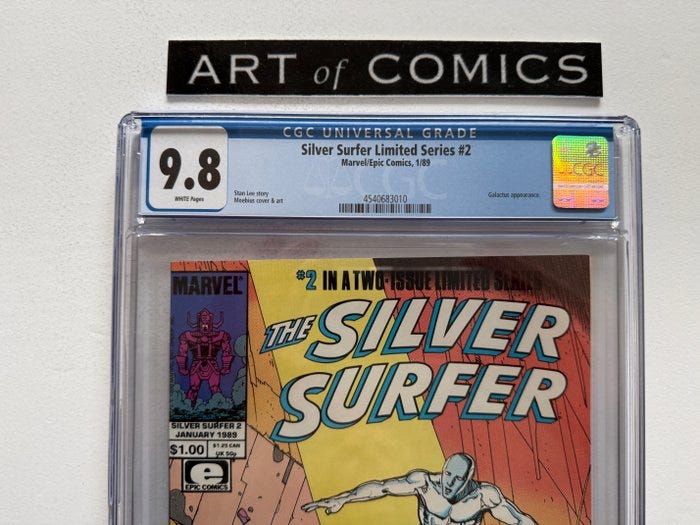 ART of COMICS
CGC UNIVERSAL GRADE
9.8
WHITE Pages
Silver Surfer Limited Series #2
Marvel/Epic Comics, 1/89
Stan Lee story
Moebius cover & art
4540683010
Galactus appearance.
CGC
#2 IN A TWO-ISSUE LIMITED SERIES
MARVEL
THE SILVER
SURFER
SILVER SURFER 2
JANUARY 1989
$1.00
$1.25 CAN
UK 50p
e
EPIC COMICS